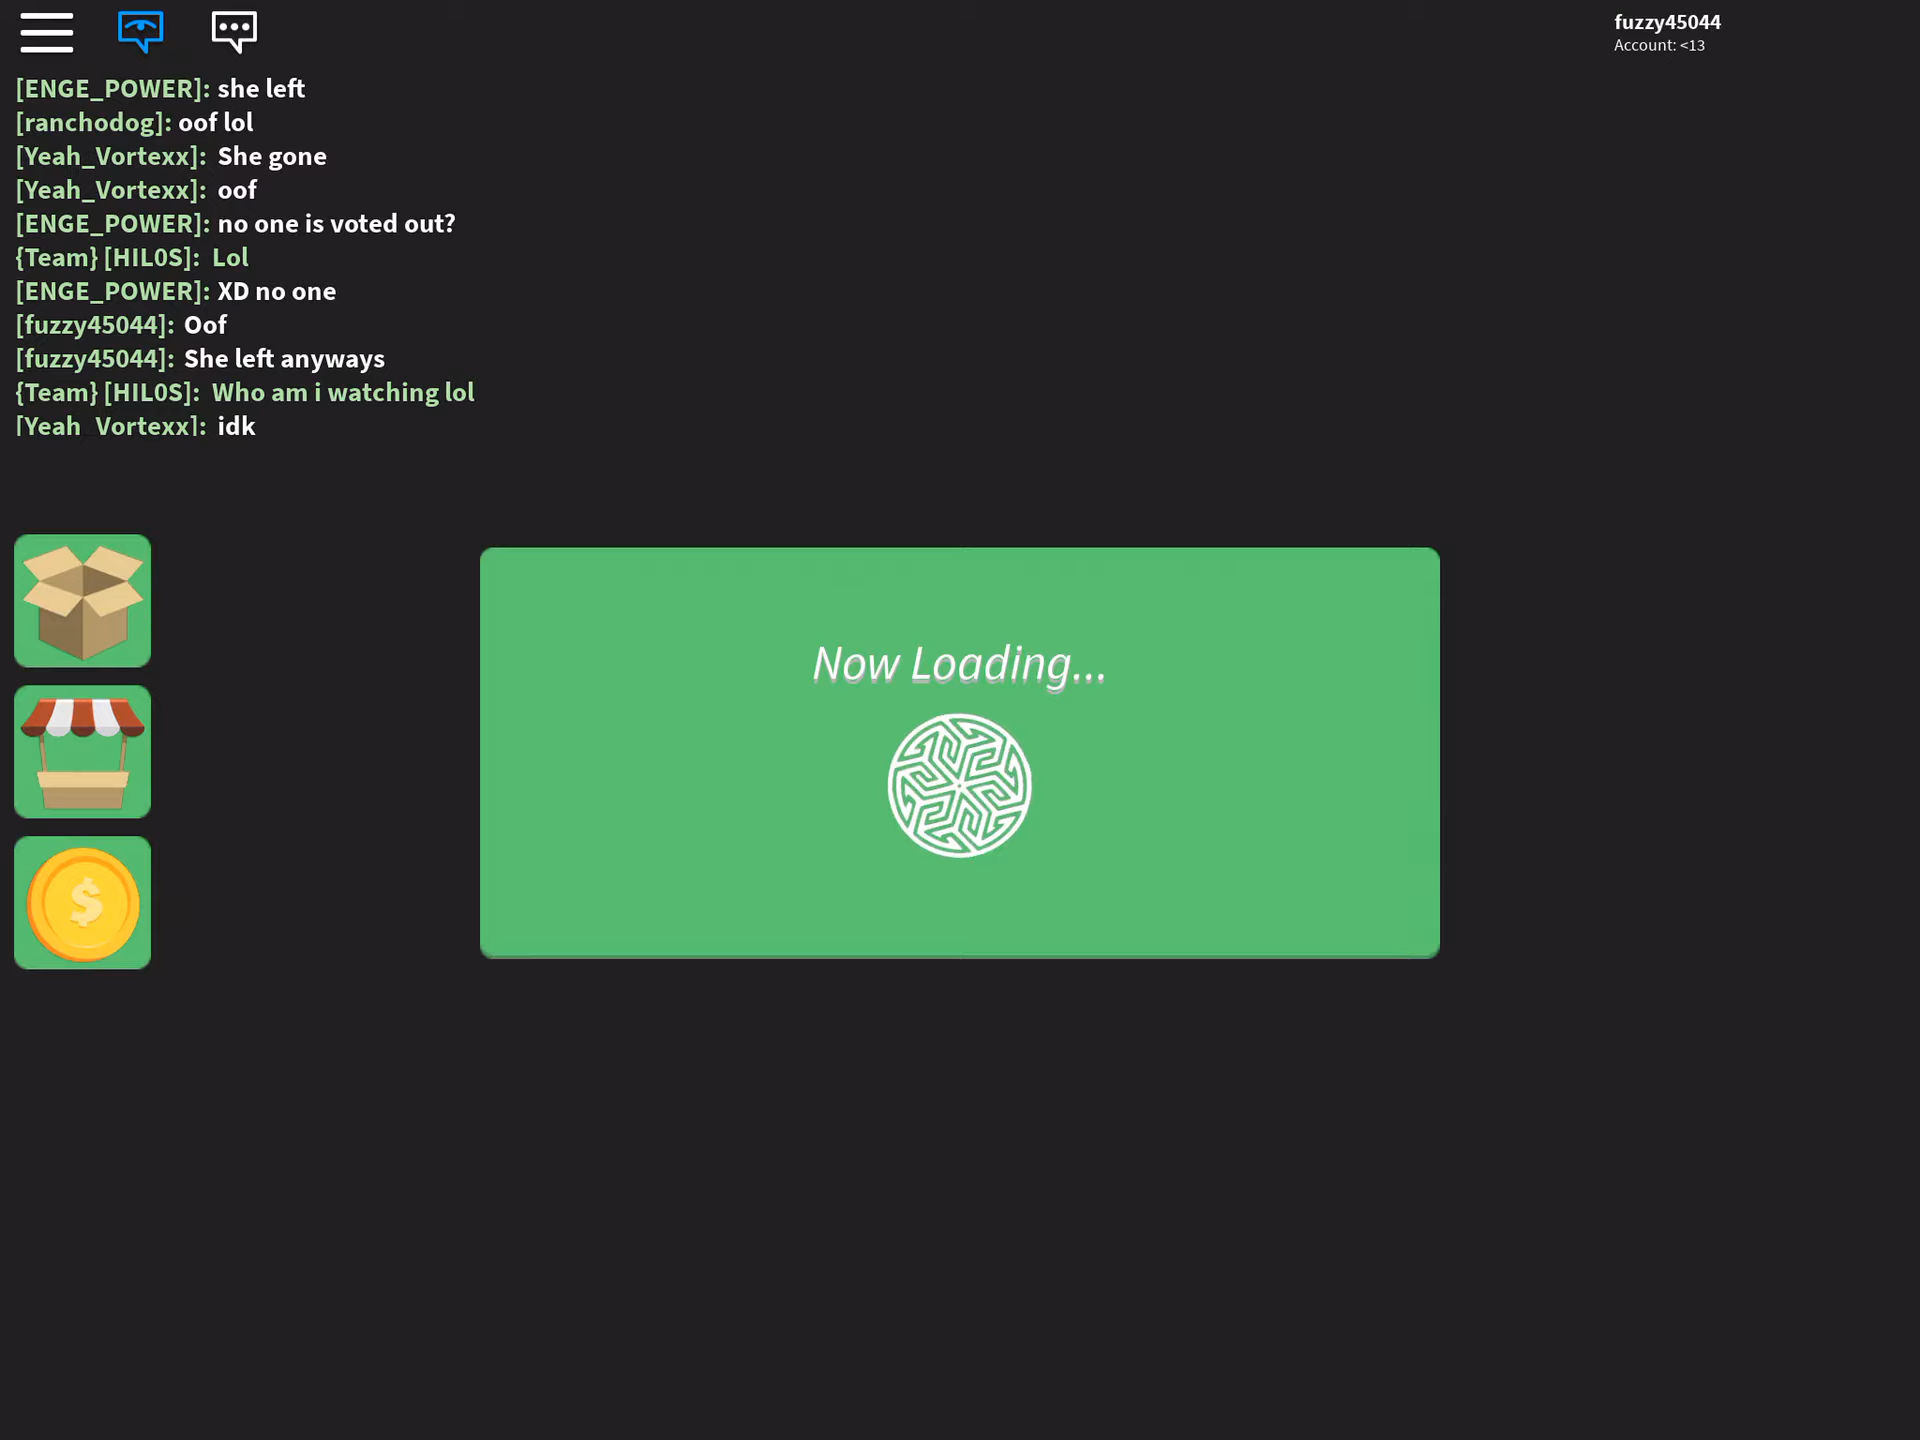 fuzzy45044
Account: <13
[ENGE_POWER]: she left
[ranchodog]: oof lol
[Yeah_Vortexx]: She gone
[Yeah_Vortexx]: oof
[ENGE_POWER]: no one is voted out?
{Team} [HIL0S]: Lol
[ENGE_POWER]: XD no one
[fuzzy45044]: Oof
[fuzzy45044]: She left anyways
{Team} [HIL0S]: Who am i watching lol
[Yeah_Vortexx]: idk
Now Loading...
$